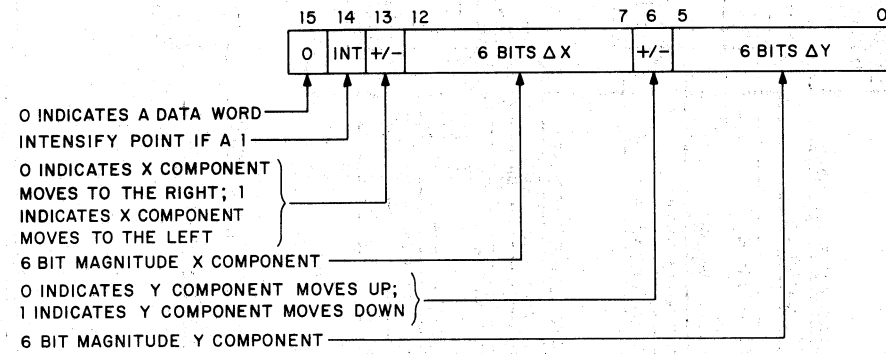 15 14 13 12 7 6 5 0
0 INT +/- 6 BITS Δ X +/- 6 BITS ΔY
0 INDICATES A DATA WORD
INTENSIFY POINT IF A 1
0 INDICATES X COMPONENT
MOVES TO THE RIGHT; 1
INDICATES X COMPONENT
MOVES TO THE LEFT
6 BIT MAGNITUDE X COMPONENT
0 INDICATES Y COMPONENT MOVES UP;
1 INDICATES Y COMPONENT MOVES DOWN
6 BIT MAGNITUDE Y COMPONENT